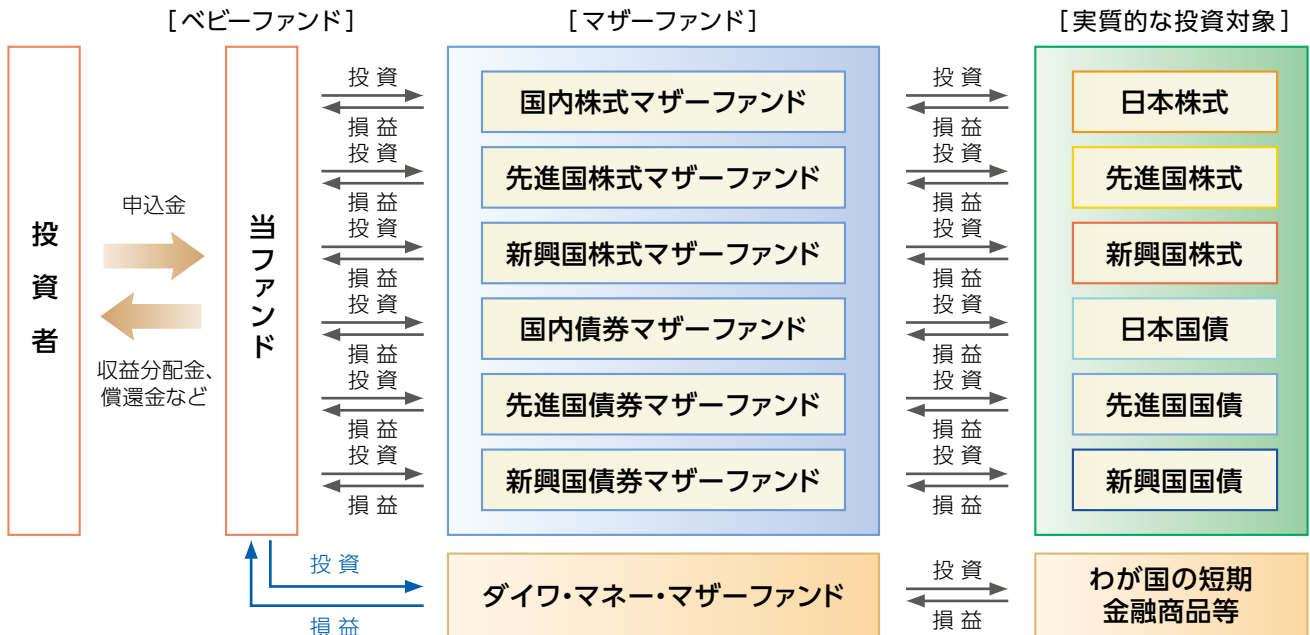 [ベビーファンド]
[マザーファンド]
[実質的な投資対象]
投資者
申込金
収益分配金、
償還金など
当ファンド
投 資
損 益
国内株式マザーファンド
投 資
損 益
日本株式
投 資
損 益
先進国株式マザーファンド
投 資
損 益
先進国株式
投 資
損 益
新興国株式マザーファンド
投 資
損 益
新興国株式
投 資
損 益
国内債券マザーファンド
投 資
損 益
日本国債
投 資
損 益
先進国債券マザーファンド
投 資
損 益
先進国国債
投 資
損 益
新興国債券マザーファンド
投 資
損 益
新興国国債
投 資
損 益
ダイワ・マネー・マザーファンド
投 資
損 益
わが国の短期
金融商品等